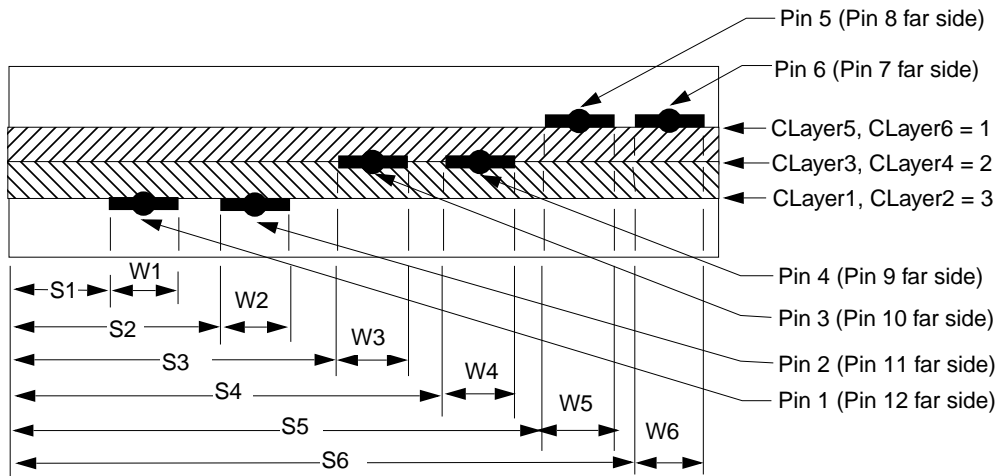 Pin 5 (Pin 8 far side)
Pin 6 (Pin 7 far side)
CLayer5, CLayer6 = 1
CLayer3, CLayer4 = 2
CLayer1, CLayer2 = 3
Pin 4 (Pin 9 far side)
Pin 3 (Pin 10 far side)
Pin 2 (Pin 11 far side)
Pin 1 (Pin 12 far side)
S1
W1
S2
W2
S3
W3
S4
W4
S5
W5
S6
W6